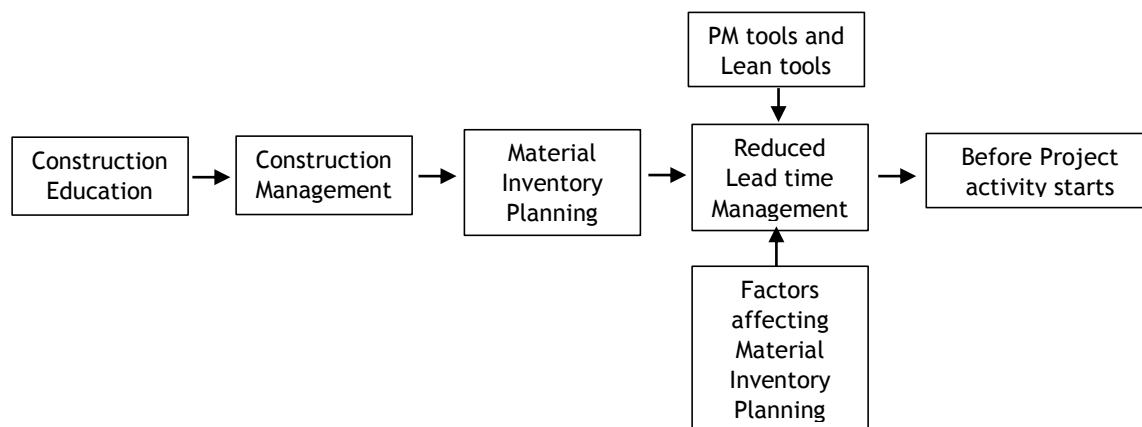 PM tools and
Lean tools
Construction
Education
Construction
Management
Material
Inventory
Planning
Reduced
Lead time
Management
Before Project
activity starts
Factors
affecting
Material
Inventory
Planning